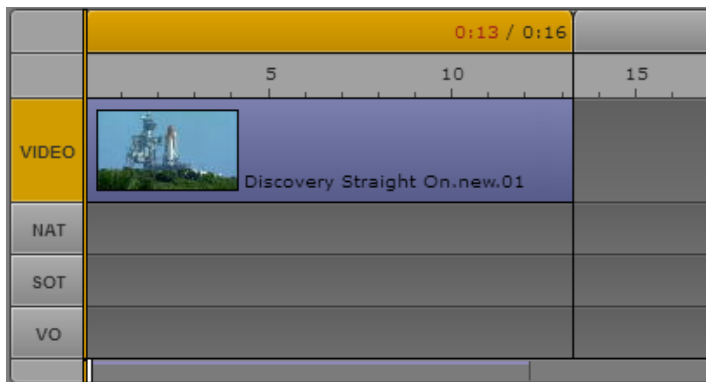 0:13 / 0:16
5 10 15
VIDEO
Discovery Straight On.new.01
NAT
SOT
VO